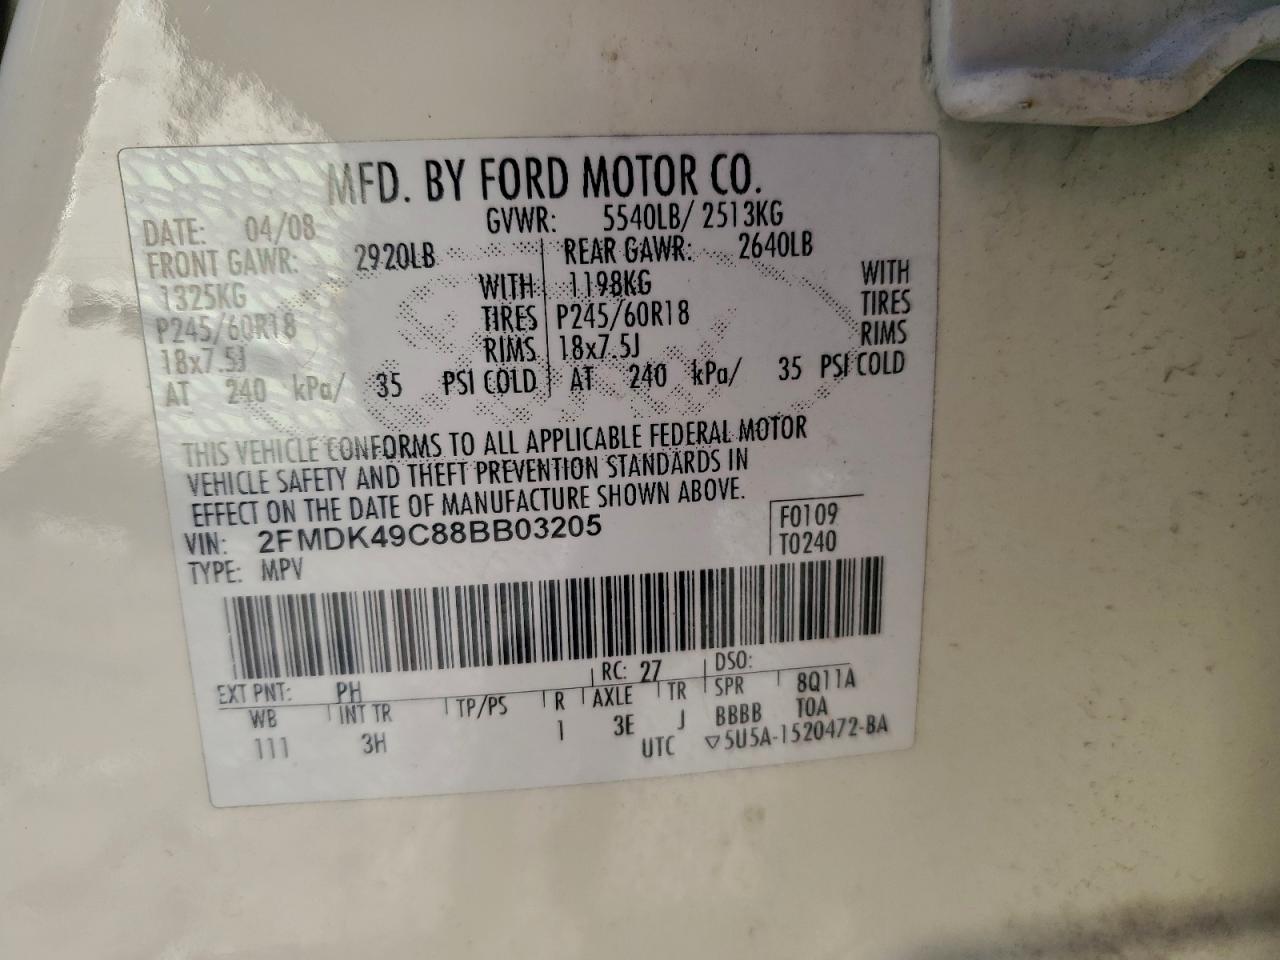 MFD. BY FORD MOTOR CO.
DATE: 04/08 GVWR: 5540LB/ 2513KG
FRONT GAWR: 2920LB REAR GAWR: 2640LB
1325KG WITH 1198KG WITH
P245/60R18 TIRES P245/60R18 TIRES
18x7.5J RIMS 18x7.5J RIMS
AT 240 kPa/ 35 PSI COLD AT 240 kPa/ 35 PSI COLD
THIS VEHICLE CONFORMS TO ALL APPLICABLE FEDERAL MOTOR
VEHICLE SAFETY AND THEFT PREVENTION STANDARDS IN
EFFECT ON THE DATE OF MANUFACTURE SHOWN ABOVE.
VIN: 2FMDK49C88BB03205 F0109
TYPE: MPV T0240
EXT PNT: PH RC: 27 DSO:
WB INT TR TP/PS R AXLE TR SPR 8Q11A
111 3H 1 3E J BBBB TOA
UTC ▽5U5A-1520472-BA